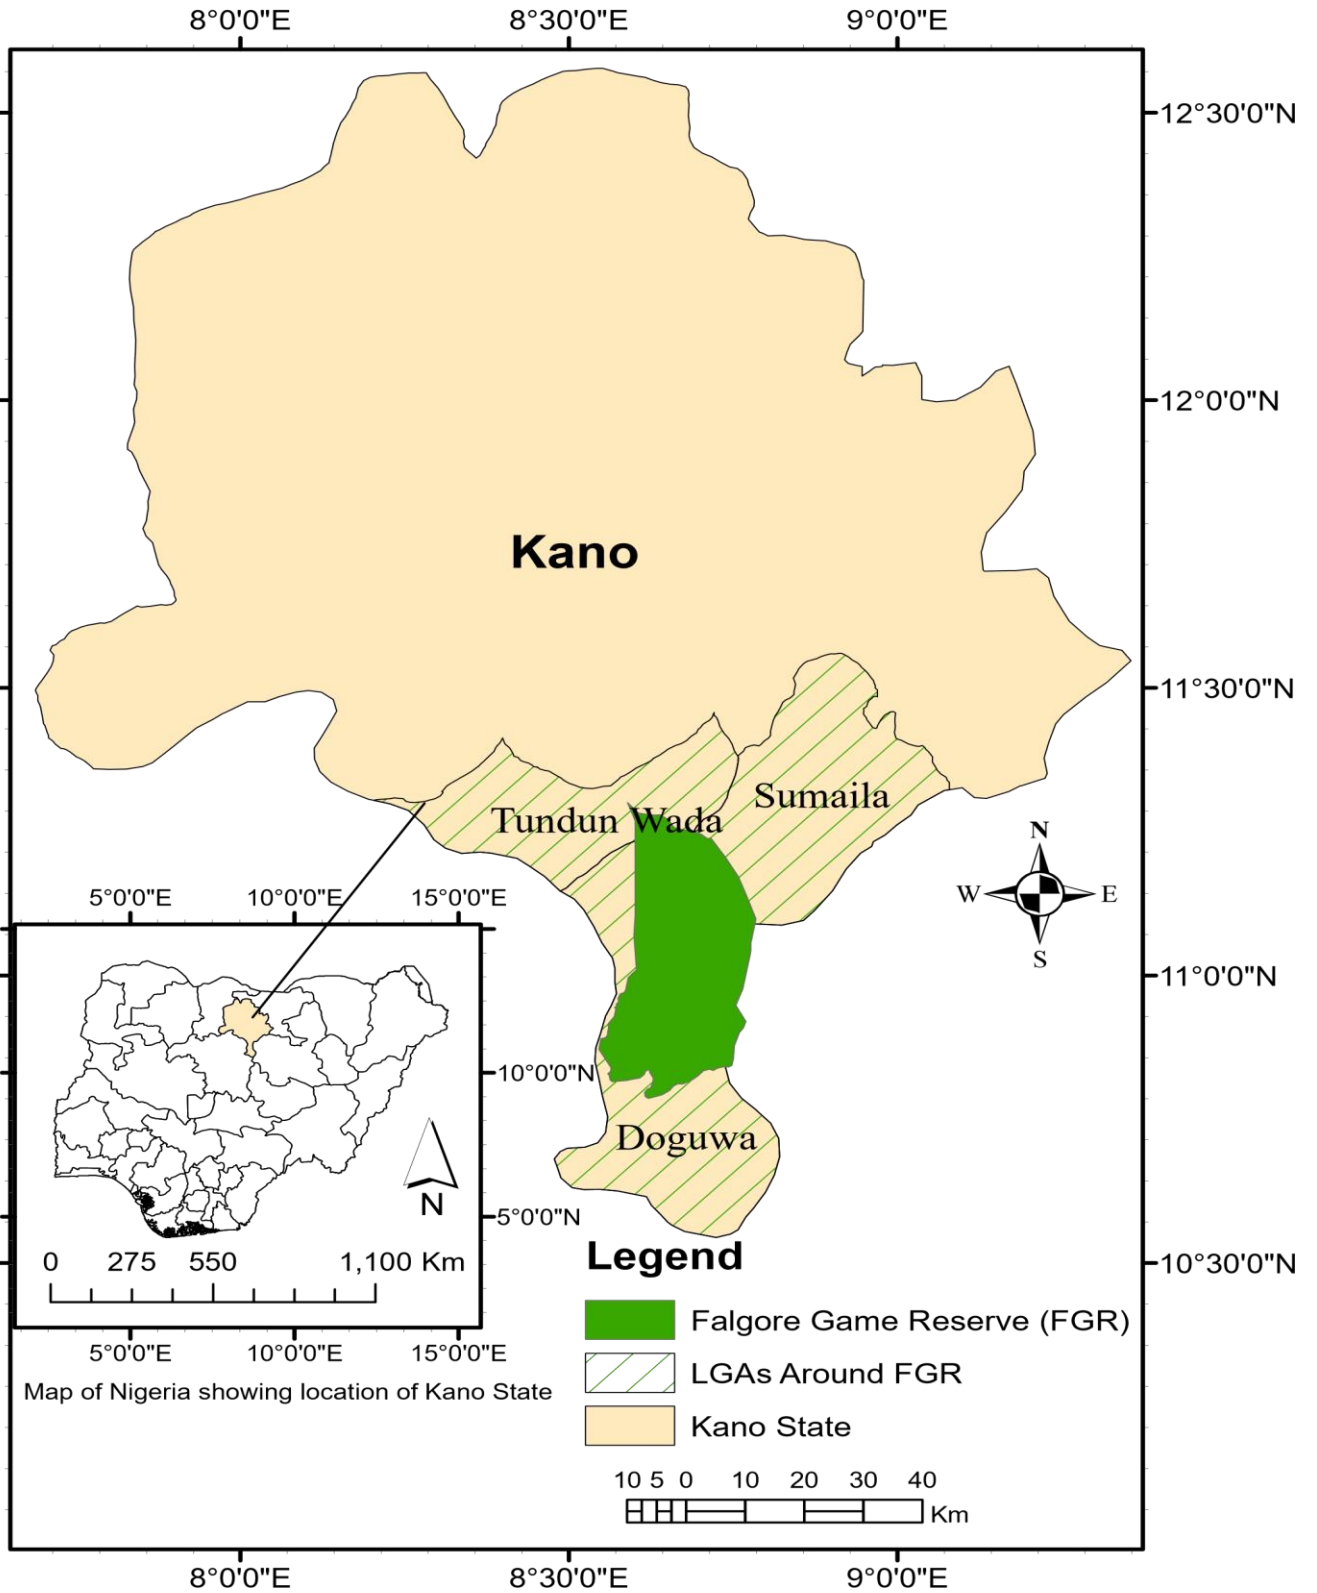 8°0'0"E 8°30'0"E 9°0'0"E
12°30'0"N
12°0'0"N
Kano
11°30'0"N
Sumaila
Tundun Wada
N
W E
S
5°0'0"E 10°0'0"E 15°0'0"E
11°0'0"N
10°0'0"N
Doguwa
N
5°0'0"N
0 275 550 1,100 Km
10°30'0"N
5°0'0"E 10°0'0"E 15°0'0"E
Map of Nigeria showing location of Kano State
Legend
Falgore Game Reserve (FGR)
LGAs Around FGR
Kano State
10 5 0 10 20 30 40
Km
8°0'0"E 8°30'0"E 9°0'0"E